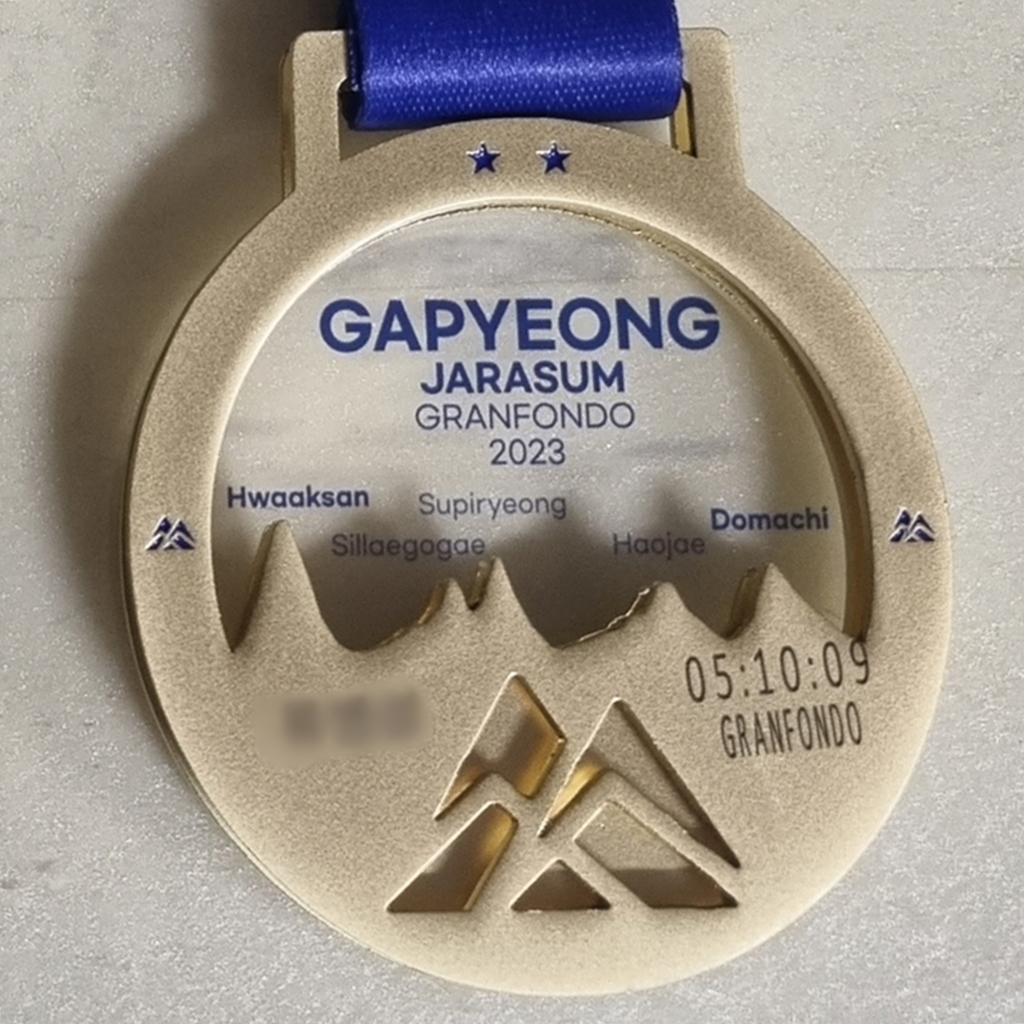 GAPYEONG
JARASUM
GRANFONDO
2023
Hwaaksan
Supiryeong
Domachi
Sillaegogae
Haojae
05:10:09
GRANFONDO